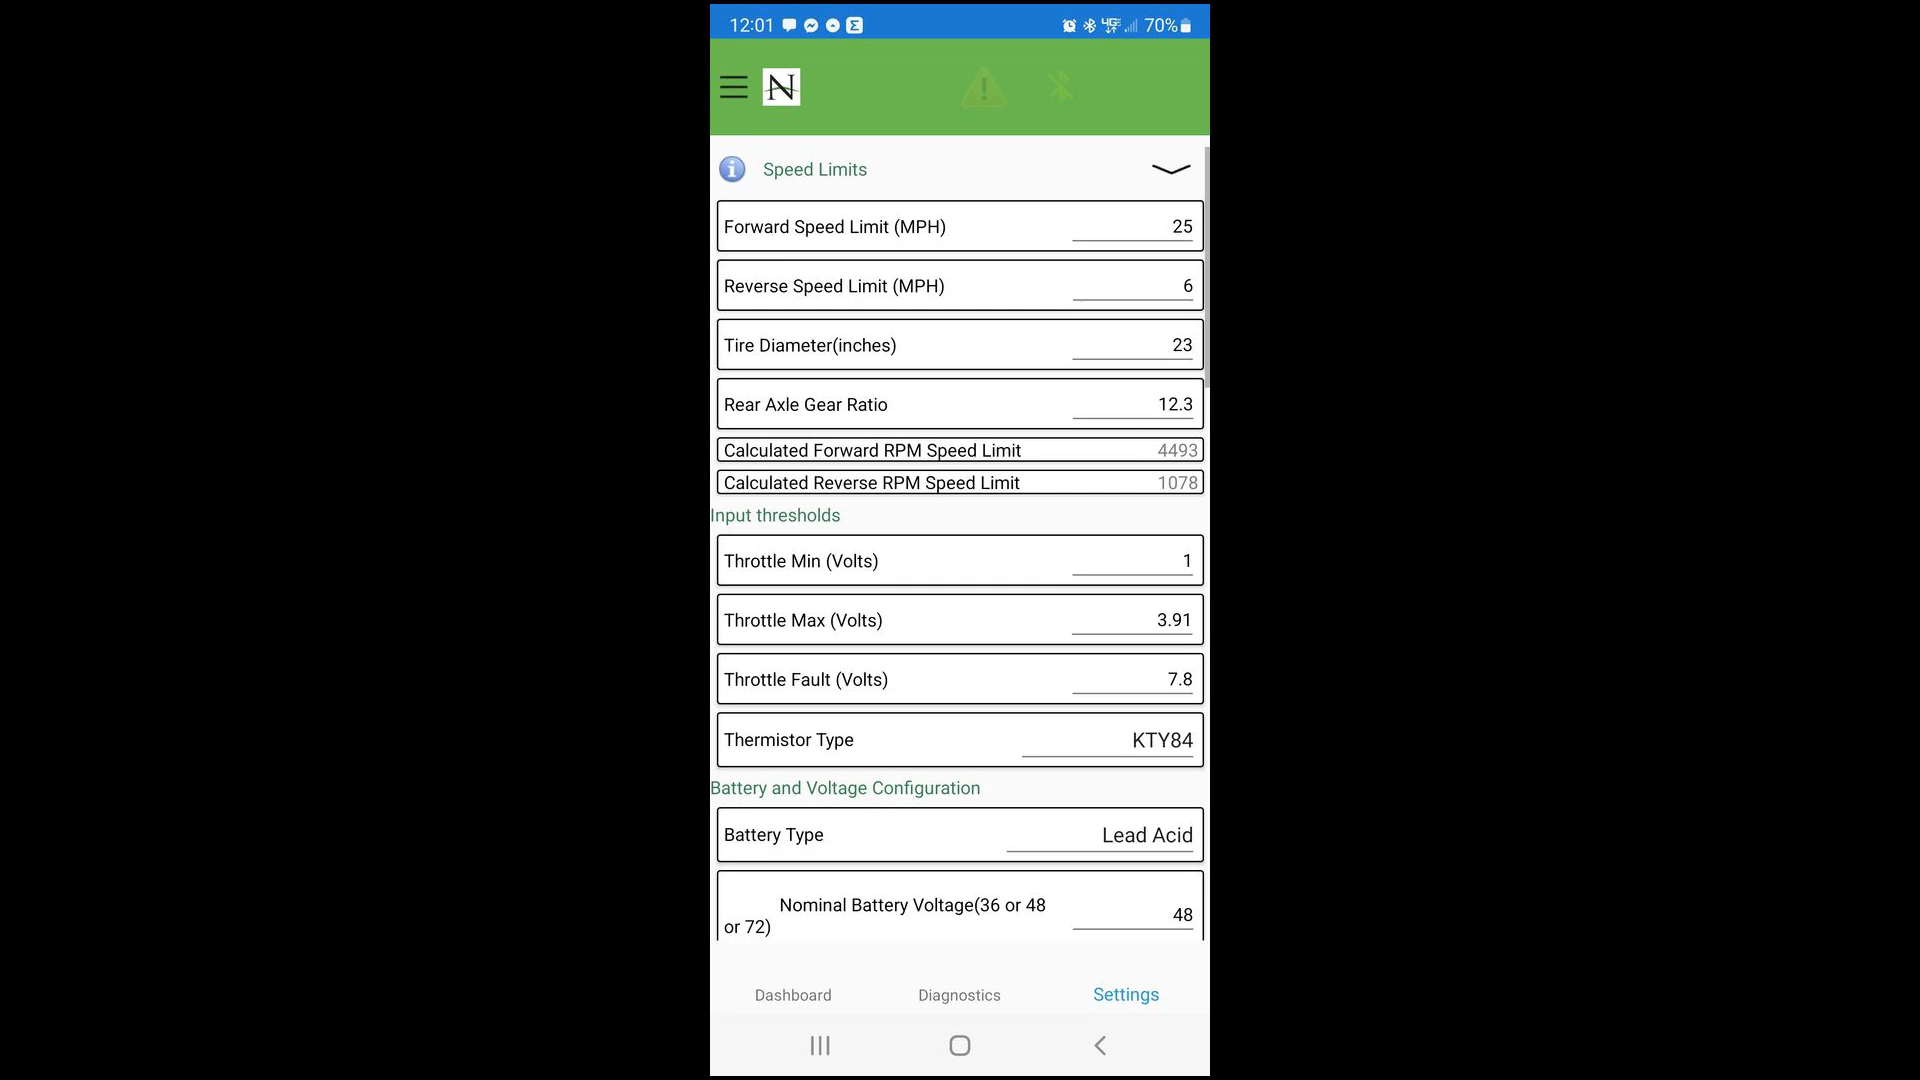 12:01 70%
N
Speed Limits
Forward Speed Limit (MPH) 25
Reverse Speed Limit (MPH) 6
Tire Diameter(inches) 23
Rear Axle Gear Ratio 12.3
Calculated Forward RPM Speed Limit 4493
Calculated Reverse RPM Speed Limit 1078
Input thresholds
Throttle Min (Volts) 1
Throttle Max (Volts) 3.91
Throttle Fault (Volts) 7.8
Thermistor Type KTY84
Battery and Voltage Configuration
Battery Type Lead Acid
Nominal Battery Voltage(36 or 48
or 72) 48
Dashboard Diagnostics Settings